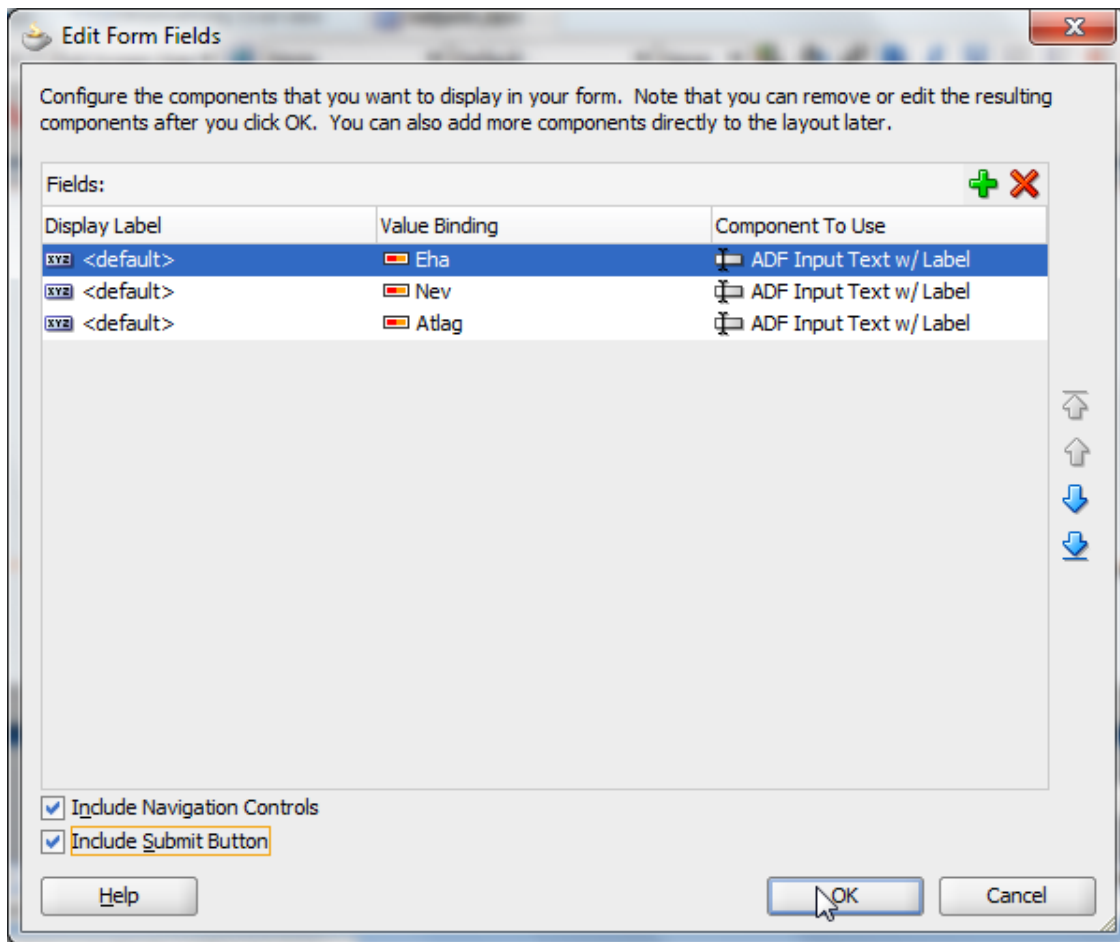 Edit Form Fields
Configure the components that you want to display in your form. Note that you can remove or edit the resulting
components after you click OK. You can also add more components directly to the layout later.
Fields:
Display Label Value Binding Component To Use
XYZ <default> Eha ADF Input Text w/ Label
XYZ <default> Nev ADF Input Text w/ Label
XYZ <default> Atlag ADF Input Text w/ Label
Include Navigation Controls
Include Submit Button
Help OK Cancel